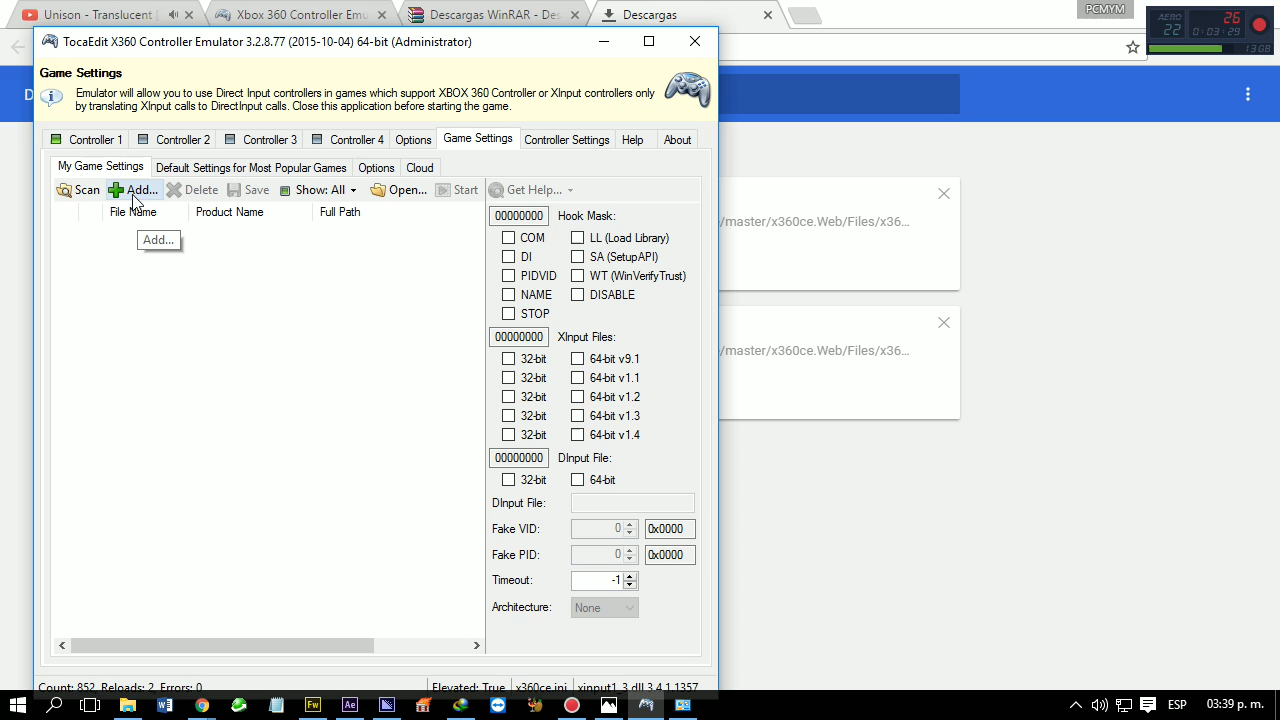 Unison - Translucent
Xbox 360 Controller Emu
Descargar WinRAR - Des
Descargas
PCMYM
AERO
22
26
0:03:29
13GB
TocaEdit X360 Controller Emulator 3.2.8.77 (2015-10-04) 64-bit (Administrator
Game Settings
Emulator will allow you to use Direct Input controllers in games which support XBOX 360 Controller or XInput controllers only
by translating XInput calls to DirectInput calls. Close this application before starting the game.
Controller 1 Controller 2 Controller 3 Controller 4 Options Game Settings Controller Settings Help About
My Game Settings Default Settings for Most Popular Games Options Cloud
Scan Add... Delete Save Show: All Open... Start Get Help...
File Name Product Name Full Path
Add...
00000000 Hook Mask:
COM LL (Load Library)
DI SA (SetupAPI)
PIDVID WT (WinVerifyTrust)
NAME DISABLE
STOP
00000000 XInput Files:
32-bit 64-bit v9.1
32-bit 64-bit v1.1
32-bit 64-bit v1.2
32-bit 64-bit v1.3
32-bit 64-bit v1.4
00000000 DInput File:
32-bit 64-bit
DInput File:
Fake VID: 0 0x0000
Fake PID: 0 0x0000
Timeout: -1
Architecture: None
/master/x360ce.Web/Files/x36...
/master/x360ce.Web/Files/x36...
Count: 852, Reloads: 2, Errors: 0 Elevated: True x360ce.ini xinput1_3.dll 3.4.1.1357
ESP 03:39 p. m.